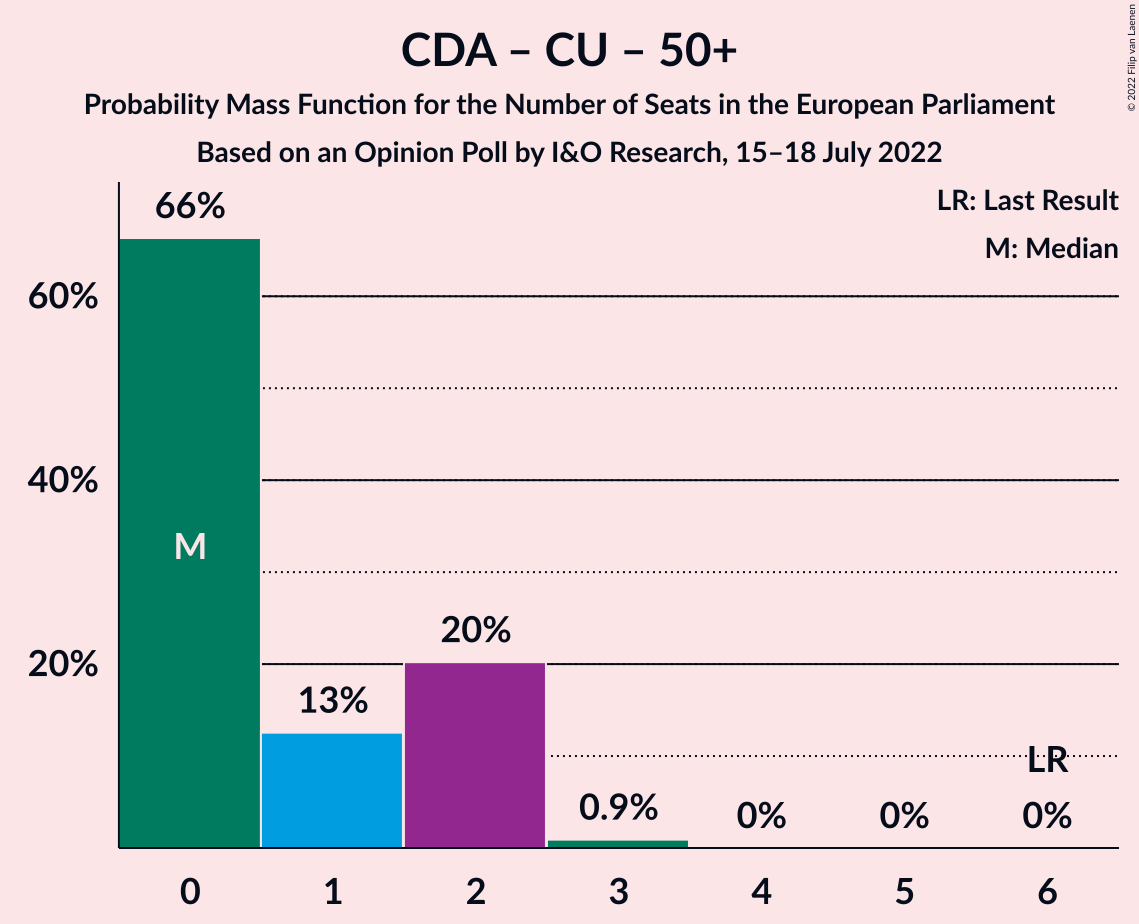 CDA – CU – 50+
Probability Mass Function for the Number of Seats in the European Parliament
Based on an Opinion Poll by I&O Research, 15–18 July 2022
© 2022 Filip van Laenen
LR: Last Result
M: Median
66%
60%
M
40%
20%
20%
13%
LR
0.9%
0%
0%
0%
0
1
2
3
4
5
6